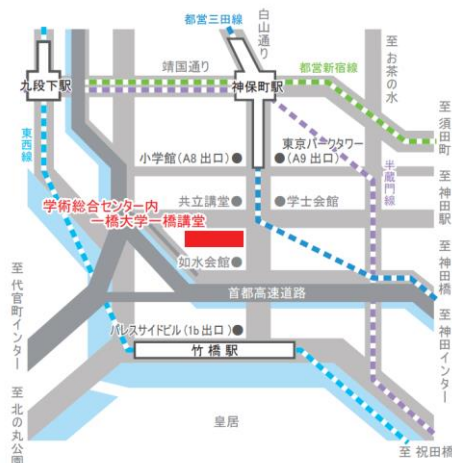 都営三田線
白山通り
靖国通り
都営新宿線
至 お茶の水
九段下駅
神保町駅
東西線
小学館(A8 出口)
東京パークタワー
(A9 出口)
至 須田町
半蔵門線
共立講堂
学士会館
至 神田駅
学術総合センター内
一橋大学一橋講堂
如水会館
至 神田橋
首都高速道路
至 代官町インター
至 神田インター
パレスサイドビル(1b 出口)
竹橋駅
至 北の丸公園
皇居
至 祝田橋